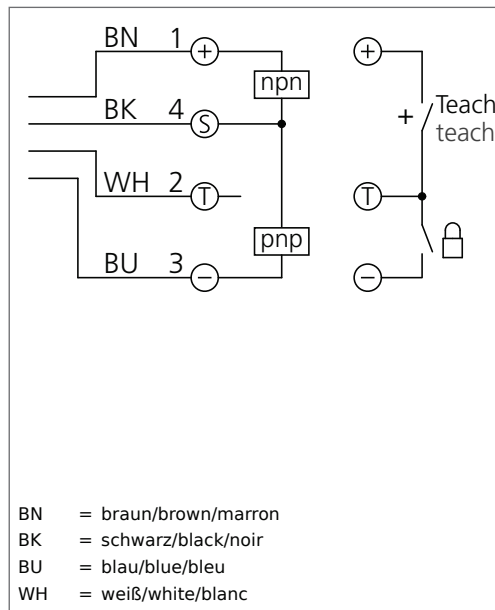 BN 1 +
npn
BK 4 S
+ Teach
teach
WH 2 T
T
pnp
BU 3 −
−
BN = braun/brown/marron
BK = schwarz/black/noir
BU = blau/blue/bleu
WH = weiß/white/blanc